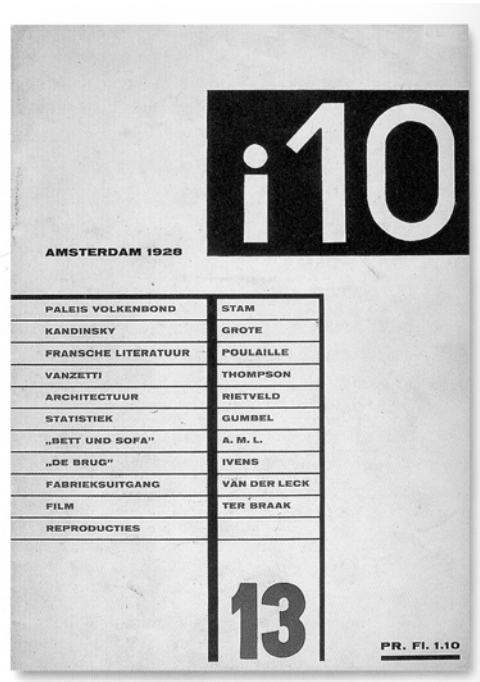 i10
AMSTERDAM 1928
PALEIS VOLKENBOND STAM
KANDINSKY GROTE
FRANSCHE LITERATUUR POULAILLE
VANZETTI THOMPSON
ARCHITECTUUR RIETVELD
STATISTIEK GUMBEL
„BETT UND SOFA" A. M. L.
„DE BRUG" IVENS
FABRIEKSUITGANG VAN DER LECK
FILM TER BRAAK
REPRODUCTIES
13
PR. Fl. 1.10